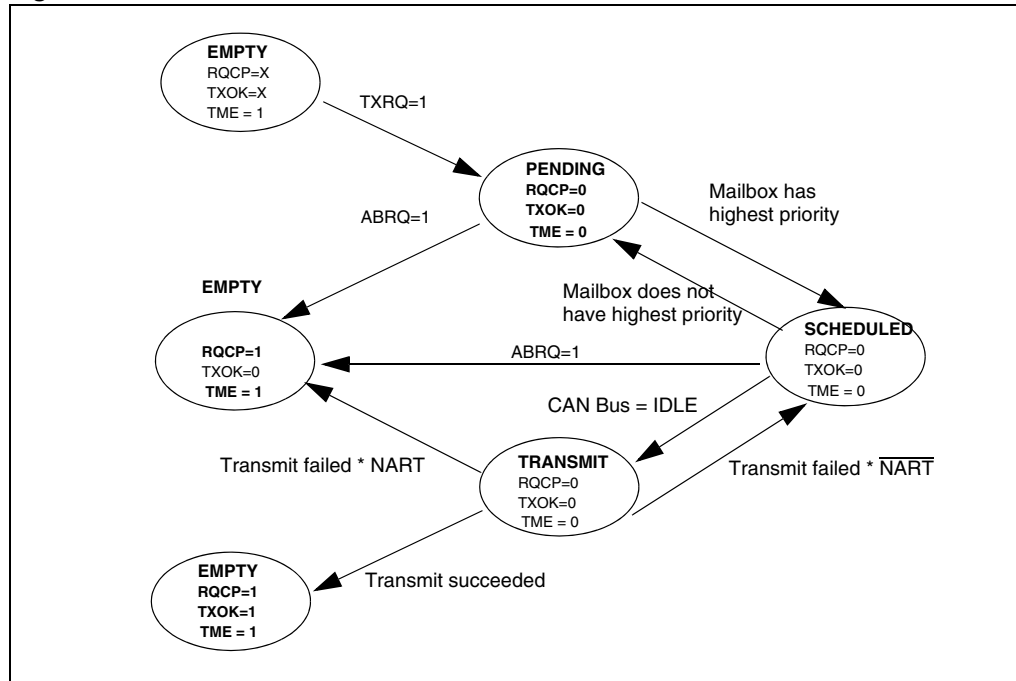 EMPTY
RQCP=X
TXOK=X
TME = 1
TXRQ=1
PENDING
RQCP=0
TXOK=0
TME = 0
Mailbox has
highest priority
ABRQ=1
EMPTY
RQCP=1
TXOK=0
TME = 1
Mailbox does not
have highest priority
SCHEDULED
RQCP=0
TXOK=0
TME = 0
ABRQ=1
CAN Bus = IDLE
Transmit failed * NART
TRANSMIT
RQCP=0
TXOK=0
TME = 0
Transmit failed * N̅A̅R̅T̅
EMPTY
RQCP=1
TXOK=1
TME = 1
Transmit succeeded